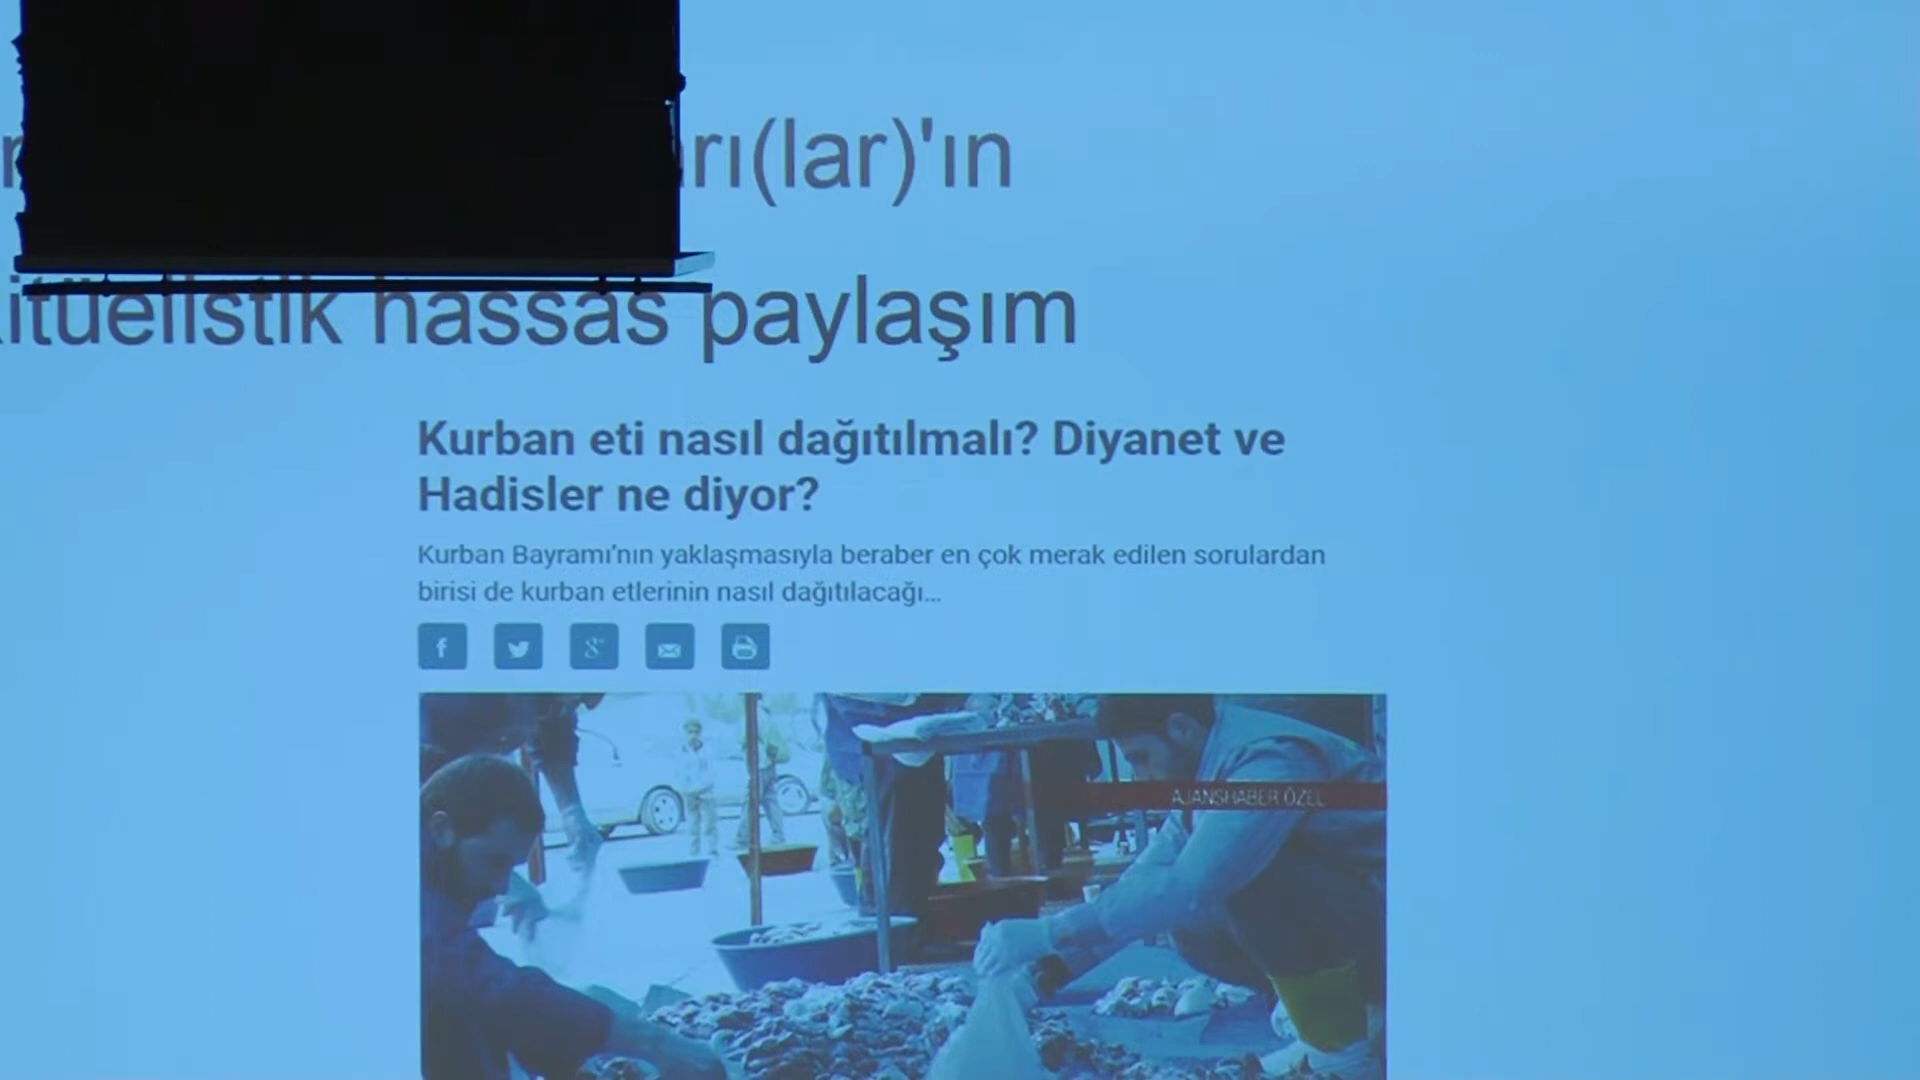 rı(lar)'ın
hassas paylaşım
Kurban eti nasıl dağıtılmalı? Diyanet ve
Hadisler ne diyor?
Kurban Bayramı'nın yaklaşmasıyla beraber en çok merak edilen sorulardan
birisi de kurban etlerinin nasıl dağıtılacağı...
AJANSHABER ÖZEL